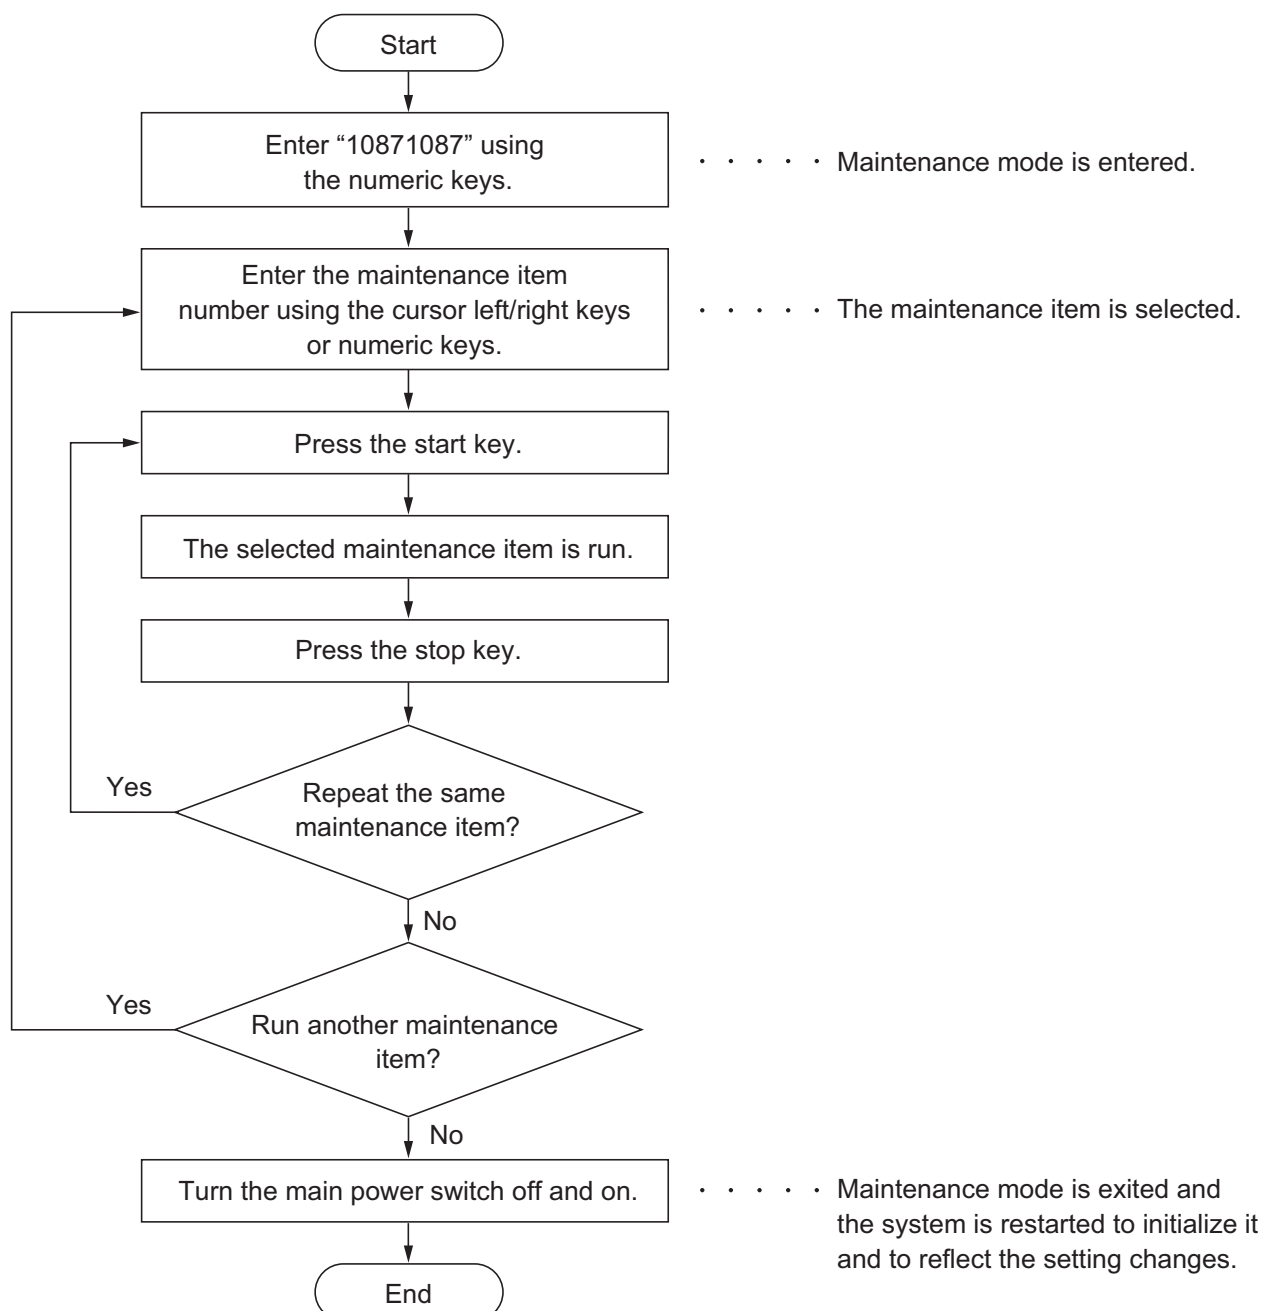 Start
Enter “10871087” using
the numeric keys.
· · · · · Maintenance mode is entered.
Enter the maintenance item
number using the cursor left/right keys
or numeric keys.
· · · · · The maintenance item is selected.
Press the start key.
The selected maintenance item is run.
Press the stop key.
Yes
Repeat the same
maintenance item?
No
Yes
Run another maintenance
item?
No
Turn the main power switch off and on.
· · · · · Maintenance mode is exited and
the system is restarted to initialize it
and to reflect the setting changes.
End